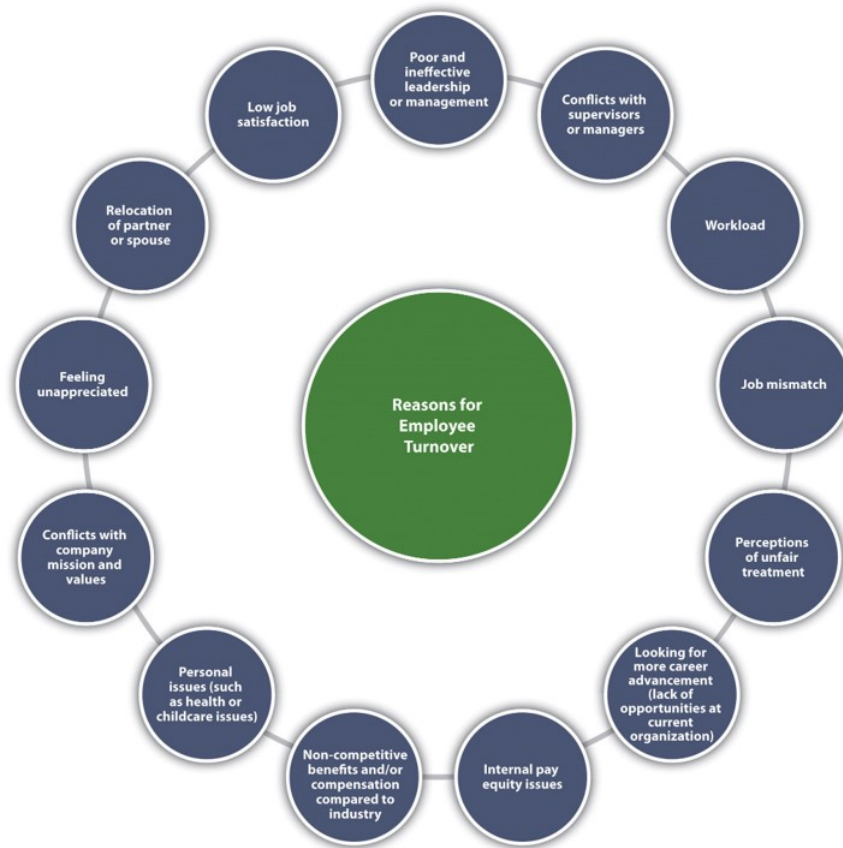 Poor and
ineffective
leadership
or management
Conflicts with
supervisors
or managers
Workload
Job mismatch
Perceptions
of unfair
treatment
Looking for
more career
advancement
(lack of
opportunities at
current
organization)
Internal pay
equity issues
Non-competitive
benefits and/or
compensation
compared to
industry
Personal
issues (such
as health or
childcare issues)
Conflicts with
company
mission and
values
Feeling
unappreciated
Relocation
of partner
or spouse
Low job
satisfaction
Reasons for
Employee
Turnover